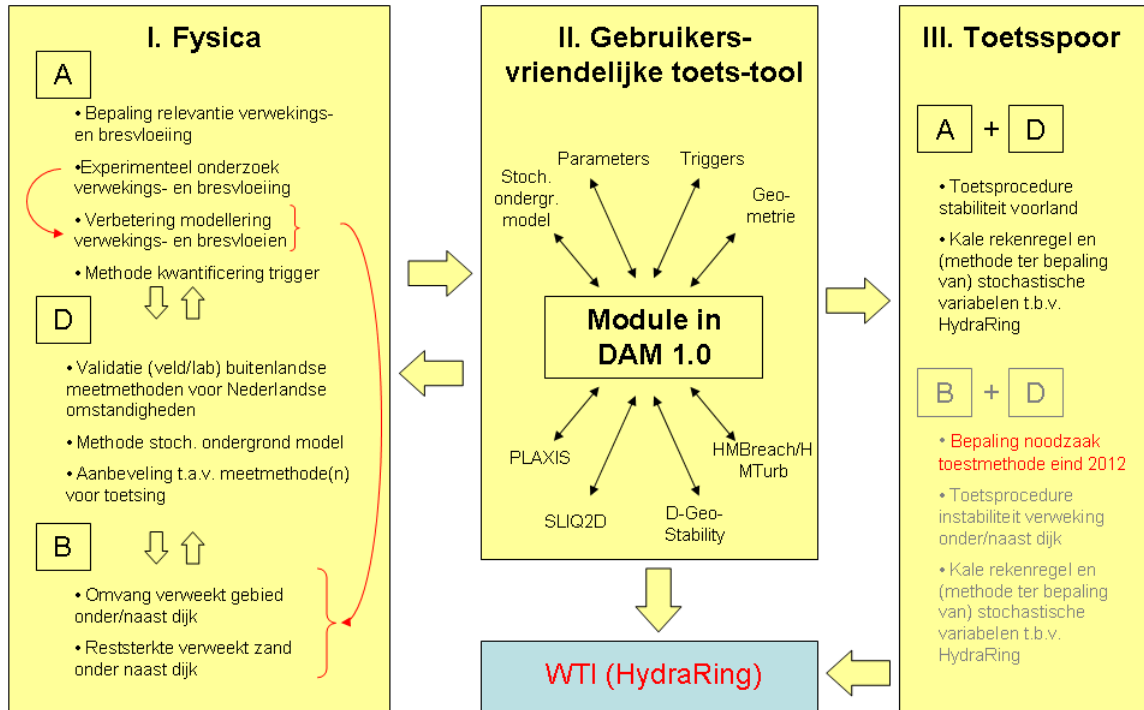 I. Fysica
A
• Bepaling relevantie verwekings-
en bresvloeiing
•Experimenteel onderzoek
verwekings- en bresvloeiing
• Verbetering modellering
verwekings- en bresvloeien
• Methode kwantificering trigger
D
• Validatie (veld/lab) buitenlandse
meetmethoden voor Nederlandse
omstandigheden
• Methode stoch. ondergrond model
• Aanbeveling t.a.v. meetmethode(n)
voor toetsing
B
• Omvang verweekt gebied
onder/naast dijk
• Reststerkte verweekt zand
onder naast dijk
II. Gebruikers-
vriendelijke toets-tool
Parameters
Triggers
Stoch.
ondergr.
model
Geo-
metrie
Module in
DAM 1.0
PLAXIS
HMBreach/H
MTurb
SLIQ2D
D-Geo-
Stability
WTI (HydraRing)
III. Toetsspoor
A + D
• Toetsprocedure
stabiliteit voorland
• Kale rekenregel en
(methode ter bepaling
van) stochastische
variabelen t.b.v.
HydraRing
B + D
• Bepaling noodzaak
toestmethode eind 2012
• Toetsprocedure
instabiliteit verweking
onder/naast dijk
• Kale rekenregel en
(methode ter bepaling
van) stochastische
variabelen t.b.v.
HydraRing